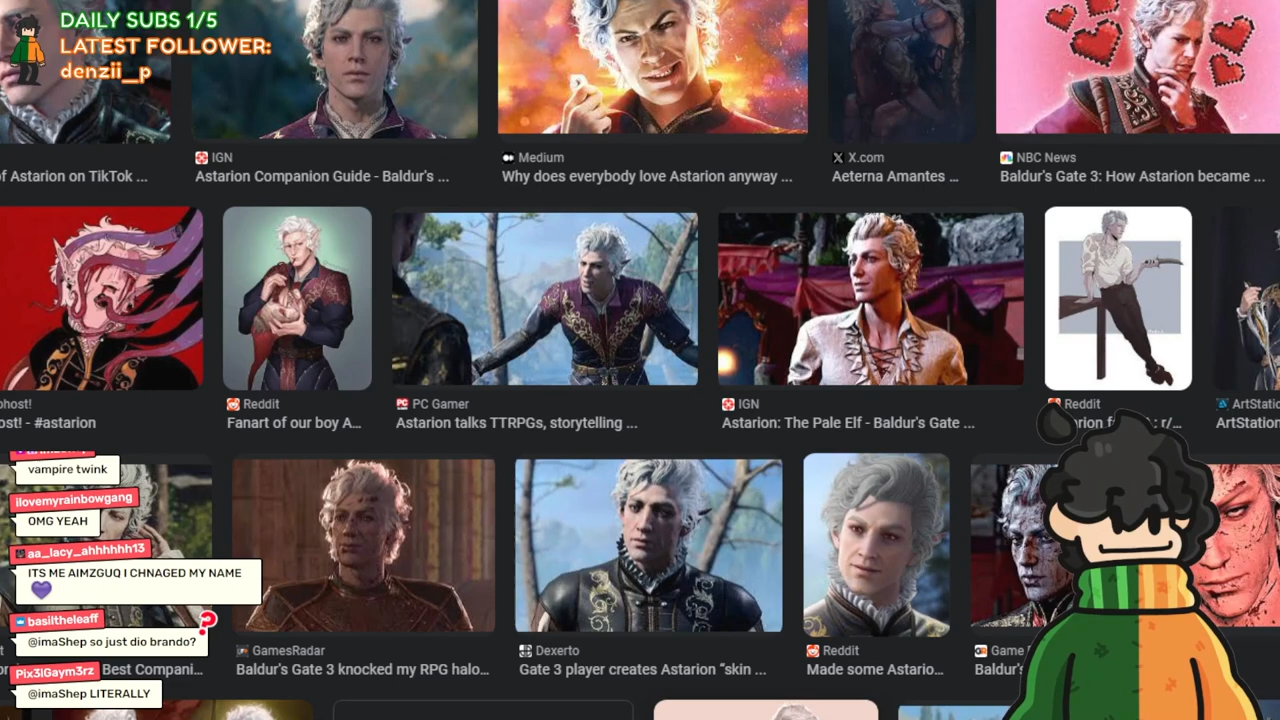 DAILY SUBS 1/5
LATEST FOLLOWER:
denzii__p
IGN
Medium
X.com
NBC News
of Astarion on TikTok ...
Astarion Companion Guide - Baldur's ...
Why does everybody love Astarion anyway ...
Aeterna Amantes ...
Baldur's Gate 3: How Astarion became ...
ohost!
Reddit
PC Gamer
IGN
Reddit
ArtStatio
ost! - #astarion
Fanart of our boy A...
Astarion talks TTRPGs, storytelling ...
Astarion: The Pale Elf - Baldur's Gate ...
r/...
ArtStation
vampire twink
ilovemyrainbowgang
OMG YEAH
aa_lacy_ahhhhhh13
ITS ME AIMZGUQ I CHNAGED MY NAME
basiltheleaff
@imaShep so just dio brando?
GamesRadar
Dexerto
Reddit
Game
Best Compani...
Baldur's Gate 3 knocked my RPG halo...
Gate 3 player creates Astarion “skin ...
Made some Astario...
Baldur's
Pix3lGaym3rz
@imaShep LITERALLY